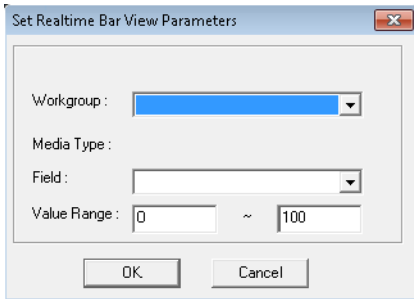 Set Realtime Bar View Parameters
Workgroup :
Media Type :
Field :
Value Range : 0 ~ 100
OK Cancel